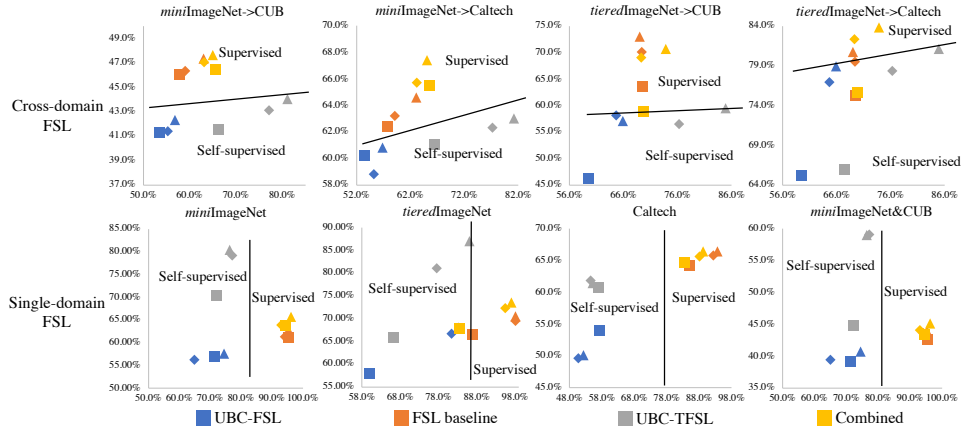 miniImageNet->CUB
49.0%
47.0%
45.0%
43.0%
41.0%
39.0%
37.0%
50.0% 60.0% 70.0% 80.0%
Supervised
Self-supervised
miniImageNet->Caltech
70.0%
68.0%
66.0%
64.0%
62.0%
60.0%
58.0%
52.0% 62.0% 72.0% 82.0%
Supervised
Self-supervised
tieredImageNet->CUB
75.0%
70.0%
65.0%
60.0%
55.0%
50.0%
45.0%
56.0% 66.0% 76.0% 86.0%
Supervised
Self-supervised
tieredImageNet->Caltech
84.0%
79.0%
74.0%
69.0%
64.0%
56.0% 66.0% 76.0% 86.0%
Supervised
Self-supervised
Cross-domain
FSL
miniImageNet
85.00%
80.00%
75.00%
70.00%
65.00%
60.00%
55.00%
50.00%
50.0% 60.0% 70.0% 80.0% 90.0% 100.0%
Self-supervised
Supervised
tieredImageNet
90.00%
85.00%
80.00%
75.00%
70.00%
65.00%
60.00%
55.00%
58.0% 68.0% 78.0% 88.0% 98.0%
Self-supervised
Supervised
Caltech
70.0%
65.0%
60.0%
55.0%
50.0%
45.0%
48.0% 58.0% 68.0% 78.0% 88.0% 98.0%
Self-supervised
Supervised
miniImageNet&CUB
60.0%
55.0%
50.0%
45.0%
40.0%
35.0%
50.0% 60.0% 70.0% 80.0% 90.0% 100.0%
Self-supervised
Supervised
Single-domain
FSL
UBC-FSL FSL baseline UBC-TFSL Combined